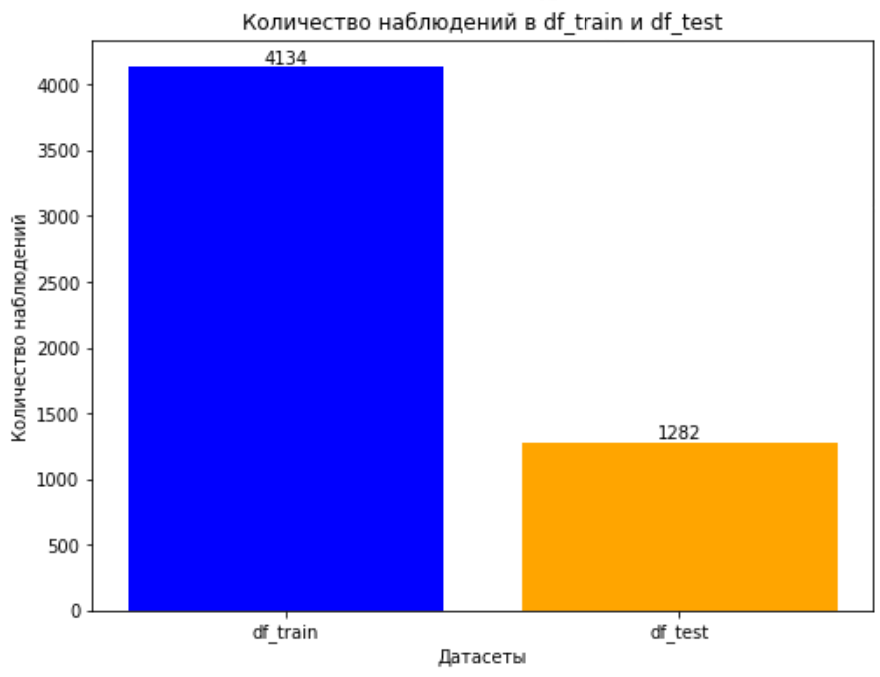 Количество наблюдений в df_train и df_test
4134
4000
3500
3000
2500
2000
1500
1282
1000
500
0
Количество наблюдений
df_train
df_test
Датасеты